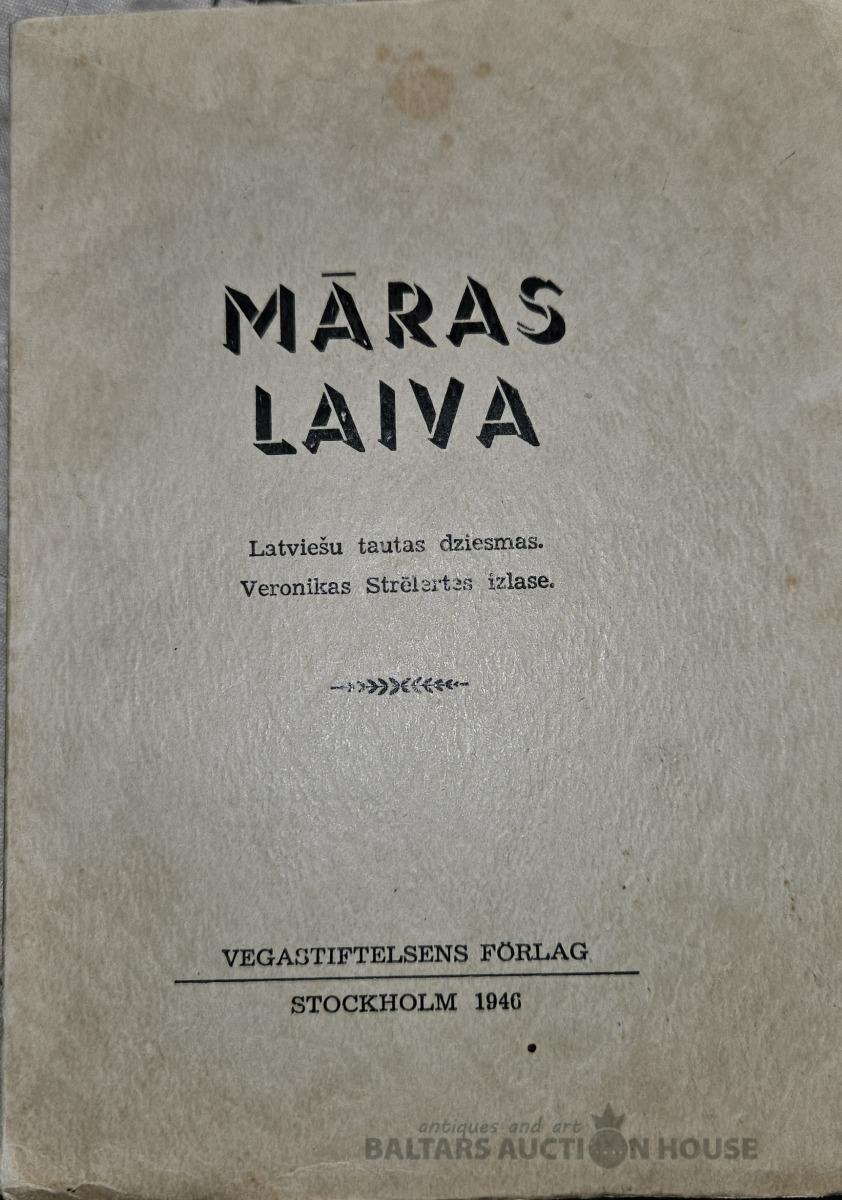 MĀRAS
LAIVA
Latviešu tautas dziesmas.
Veronikas Strēlertes izlase.
VEGASTIFTELSENS FÖRLAG
STOCKHOLM 1946
antiques and art
BALTARS AUCTION HOUSE